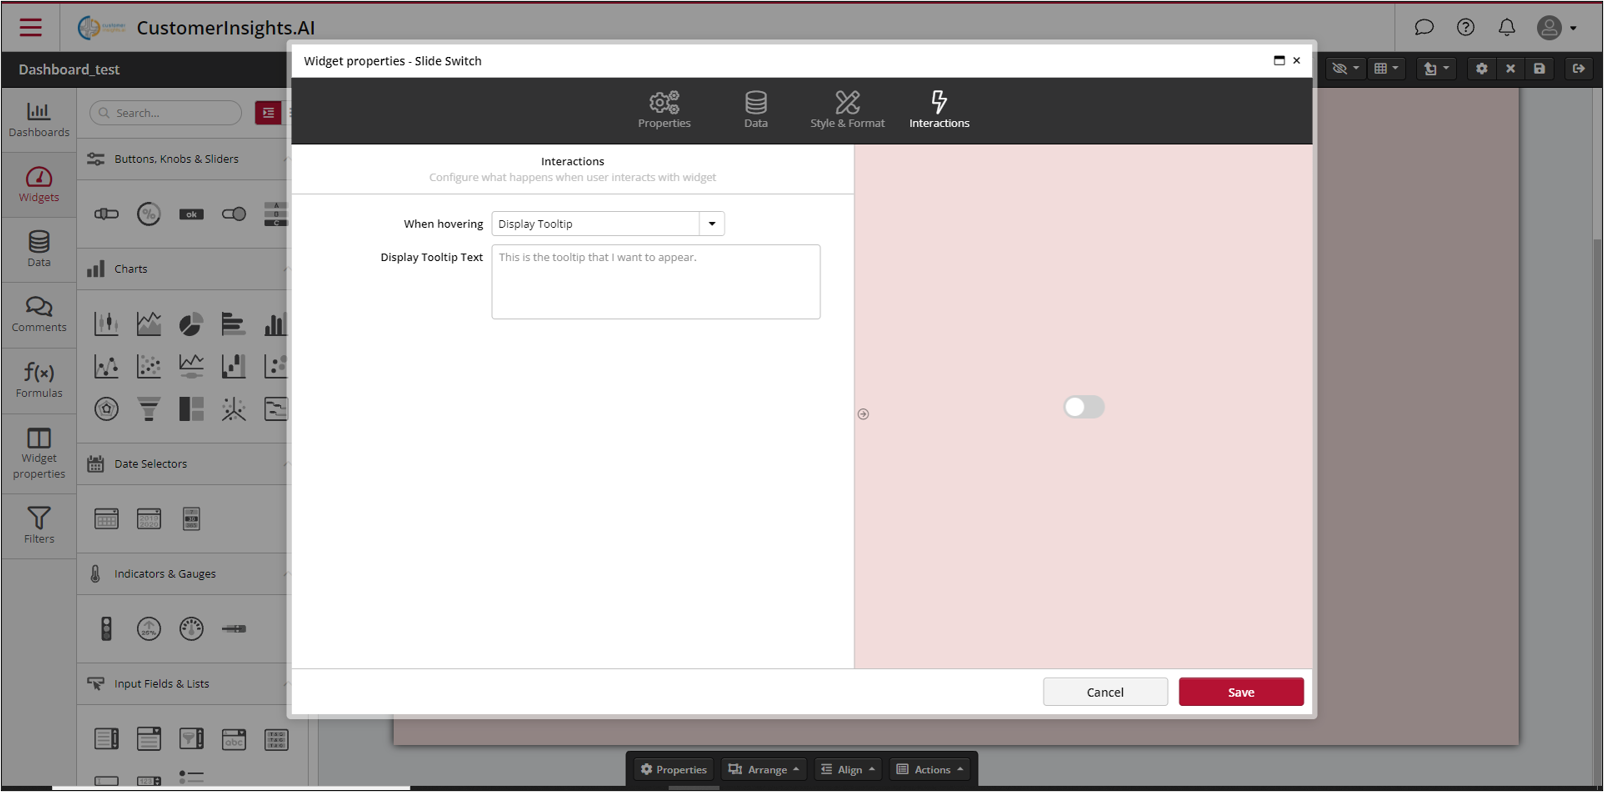 CustomerInsights.AI
Dashboard_test
Dashboards
Widgets
Data
Comments
Formulas
f(x)
Widget
properties
Filters
Search...
Buttons, Knobs & Sliders
%
ok
A
B
C
Charts
Date Selectors
Indicators & Gauges
Input Fields & Lists
abc
Widget properties - Slide Switch
Properties
Data
Style & Format
Interactions
Interactions
Configure what happens when user interacts with widget
When hovering
Display Tooltip
Display Tooltip Text
This is the tooltip that I want to appear.
Cancel
Save
Properties
Arrange
Align
Actions